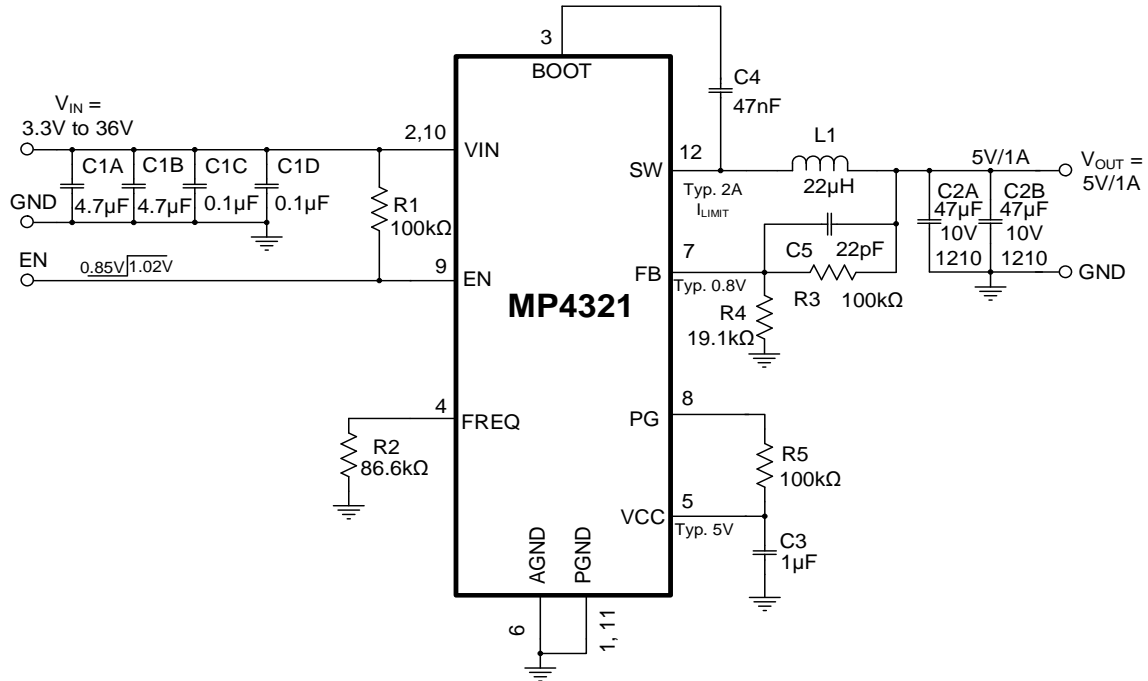 3
BOOT
C4
47nF
V_IN =
3.3V to 36V
2,10
VIN
C1A
C1B
C1C
C1D
GND
4.7µF
4.7µF
0.1µF
0.1µF
R1
100kΩ
EN
0.85V
1.02V
9
EN
MP4321
12
SW
Typ. 2A
I_LIMIT
L1
22µH
5V/1A
V_OUT =
5V/1A
C2A
47µF
10V
1210
C2B
47µF
10V
1210
GND
C5
22pF
7
FB
Typ. 0.8V
R3
100kΩ
R4
19.1kΩ
4
FREQ
R2
86.6kΩ
8
PG
R5
100kΩ
5
VCC
Typ. 5V
C3
1µF
AGND
PGND
6
1, 11